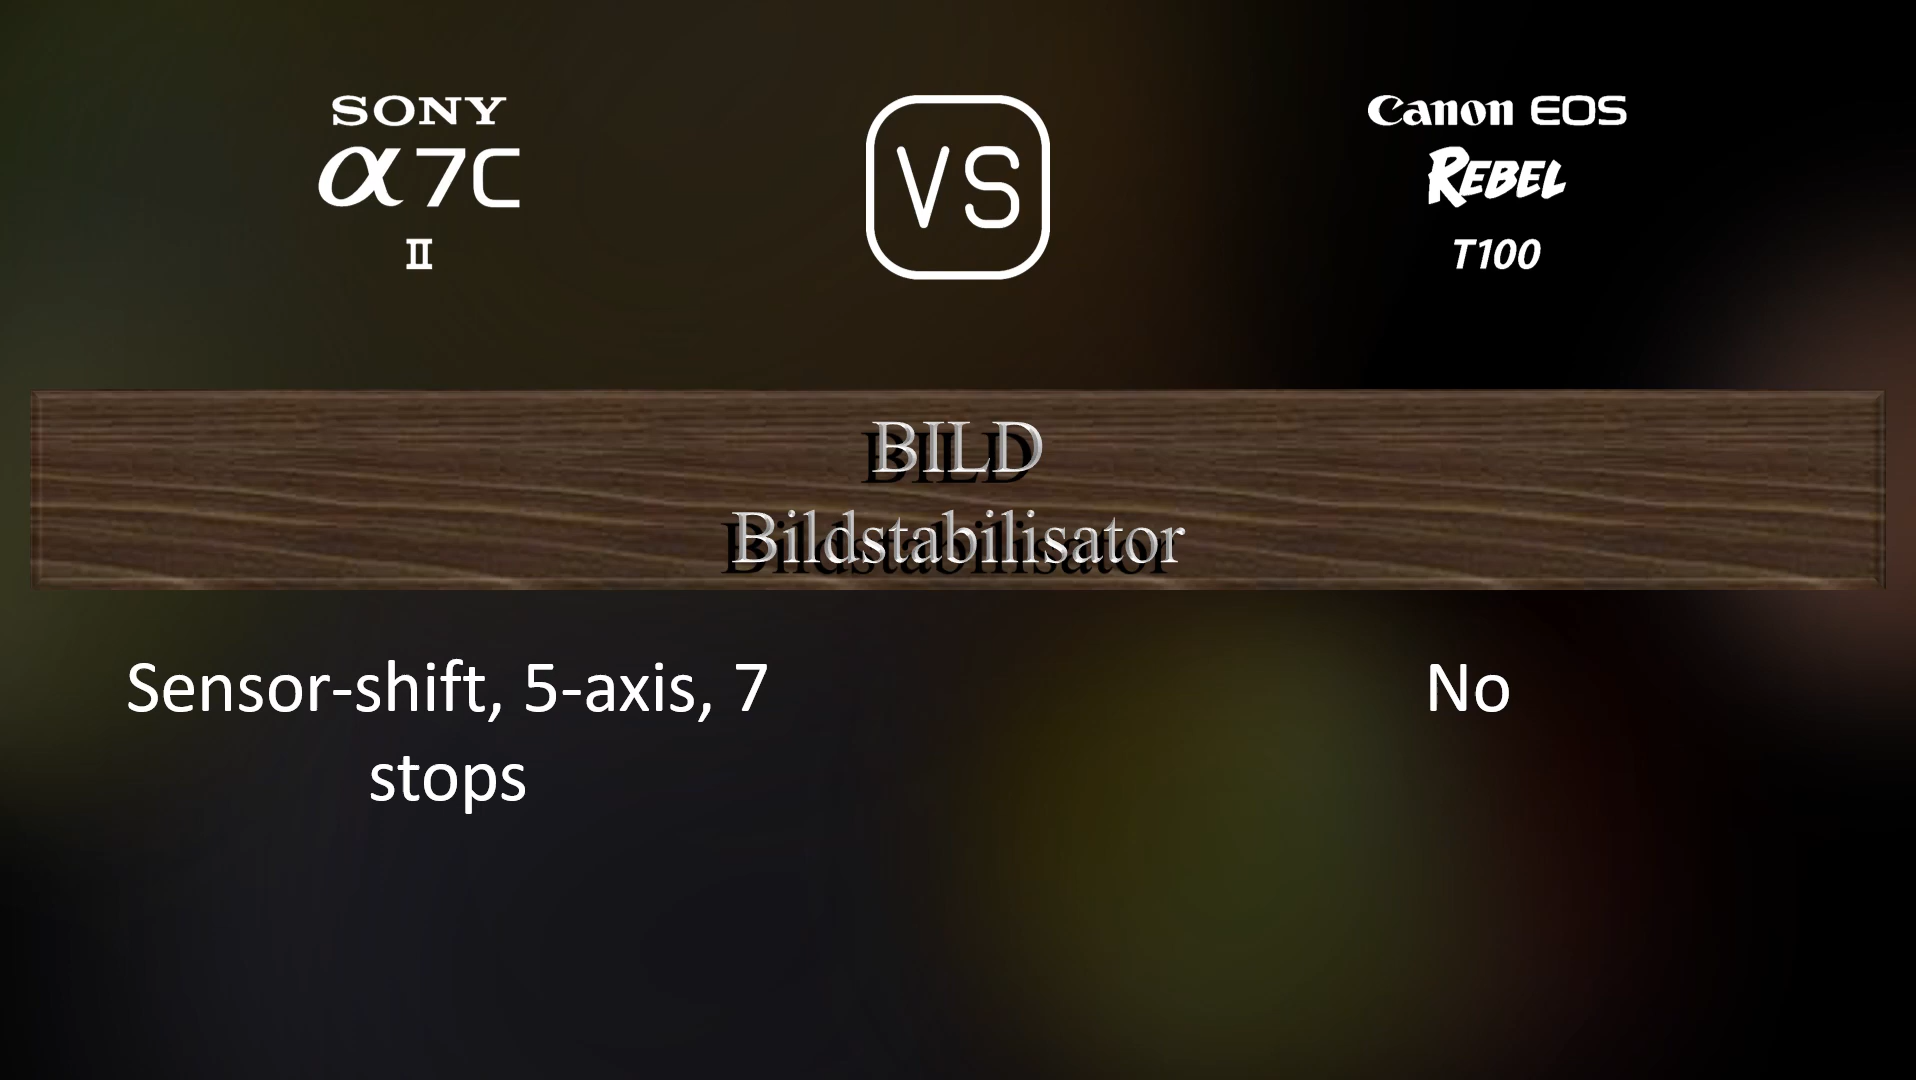 SONY
α7C
II
VS
Canon EOS
REBEL
T100
BILD
Bildstabilisator
Sensor-shift, 5-axis, 7
stops
No